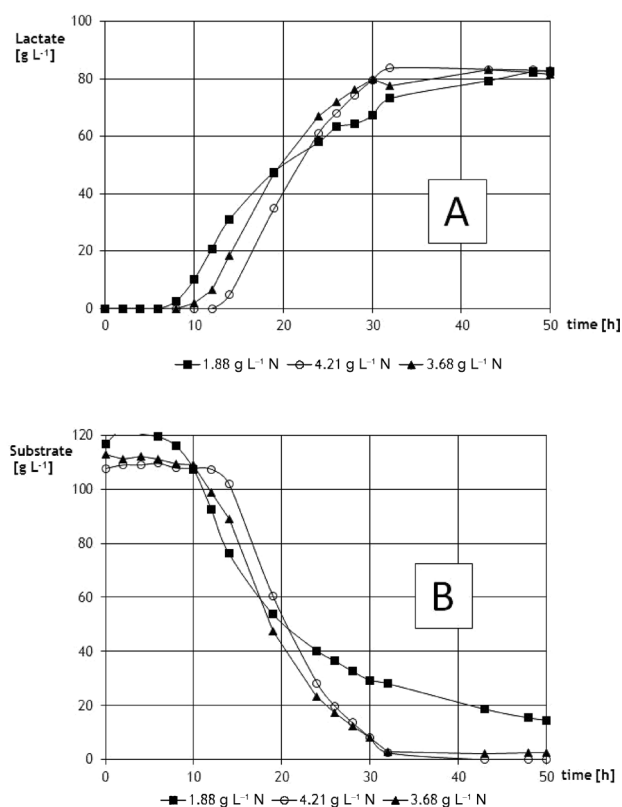 Lactate
[g L⁻¹]
100
80
60
40
20
0
A
0 10 20 30 40 50 time [h]
1.88 g L⁻¹ N 4.21 g L⁻¹ N 3.68 g L⁻¹ N
Substrate
[g L⁻¹]
120
100
80
60
40
20
0
B
0 10 20 30 40 50 time [h]
1.88 g L⁻¹ N 4.21 g L⁻¹ N 3.68 g L⁻¹ N